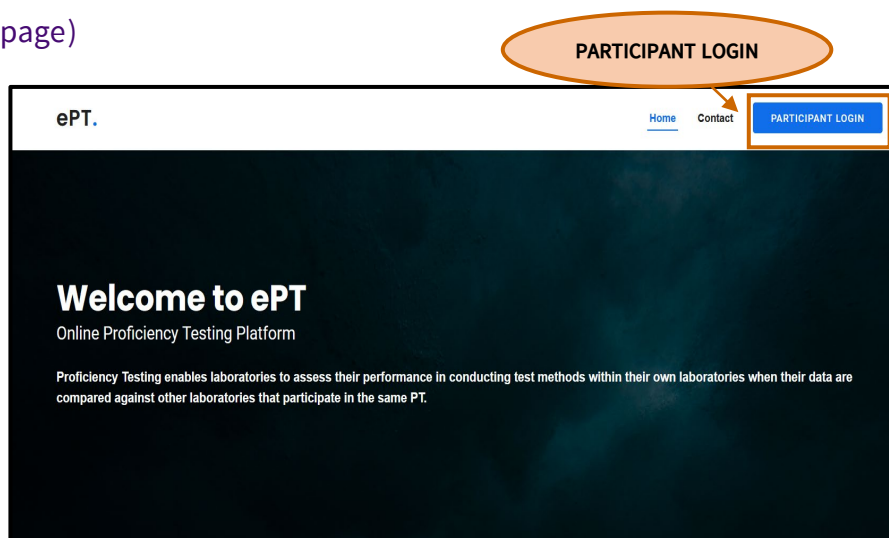 page)
PARTICIPANT LOGIN
ePT.
Home Contact PARTICIPANT LOGIN
Welcome to ePT
Online Proficiency Testing Platform
Proficiency Testing enables laboratories to assess their performance in conducting test methods within their own laboratories when their data are
compared against other laboratories that participate in the same PT.